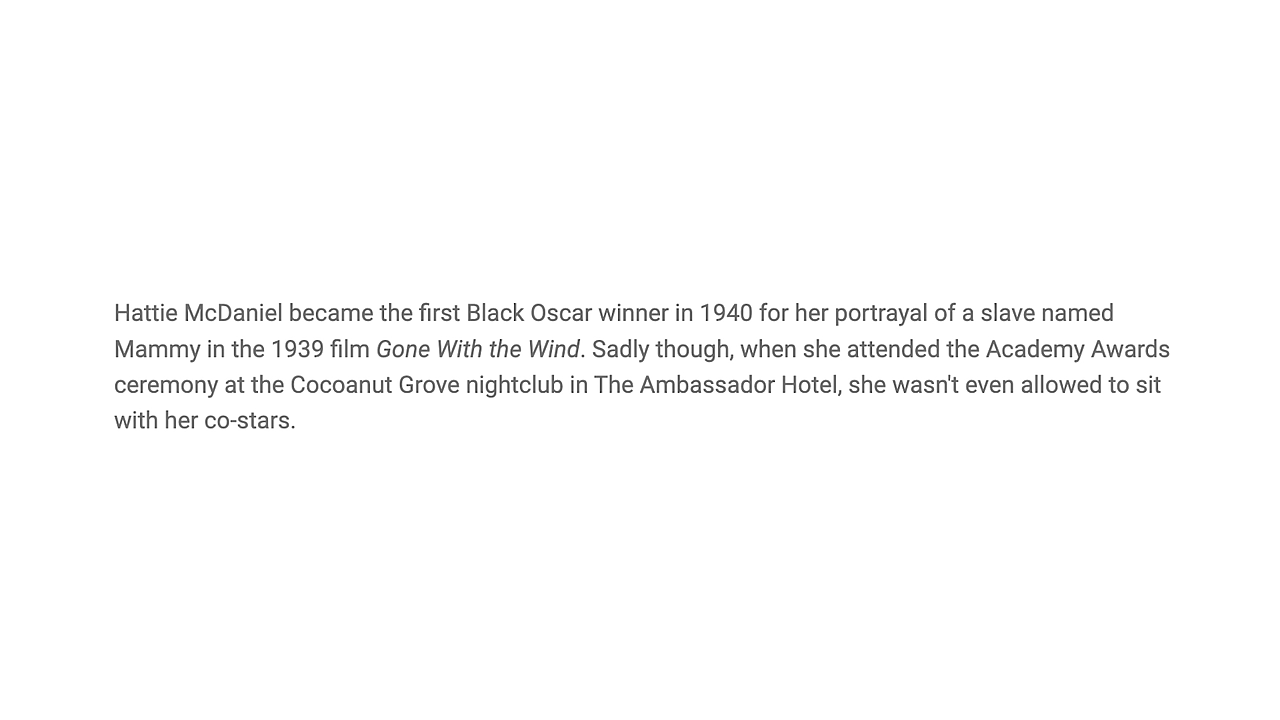 Hattie McDaniel became the first Black Oscar winner in 1940 for her portrayal of a slave named
Mammy in the 1939 film Gone With the Wind. Sadly though, when she attended the Academy Awards
ceremony at the Cocoanut Grove nightclub in The Ambassador Hotel, she wasn't even allowed to sit
with her co-stars.